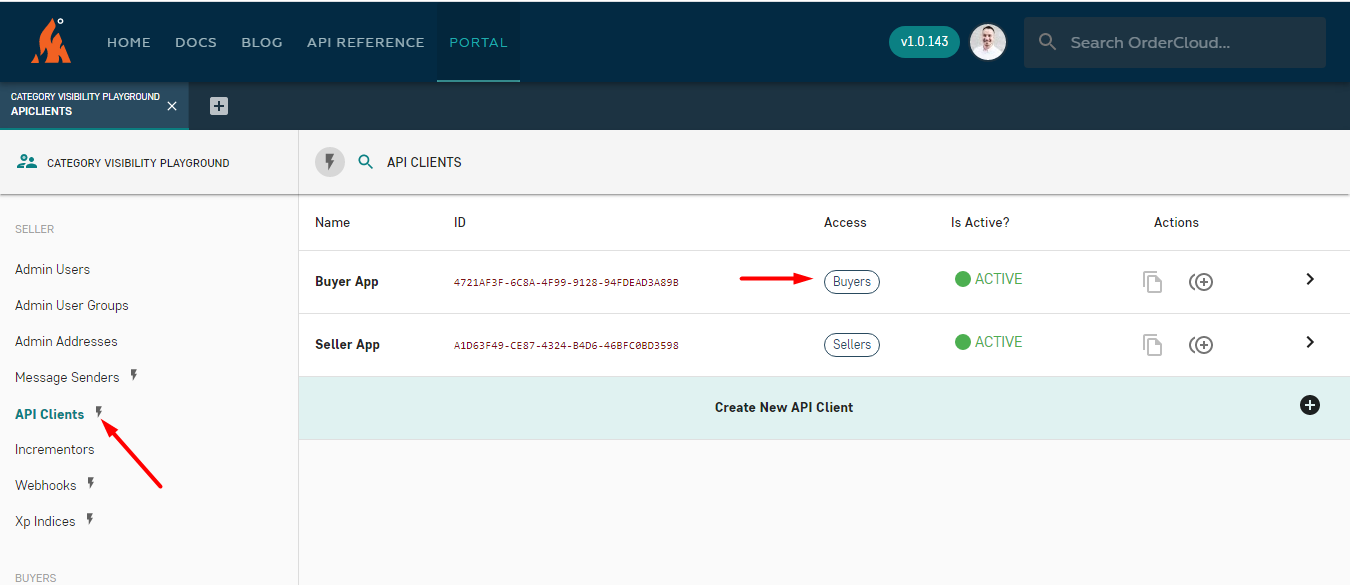 HOME DOCS BLOG API REFERENCE PORTAL v1.0.143 Search OrderCloud...
CATEGORY VISIBILITY PLAYGROUND
APICLIENTS
CATEGORY VISIBILITY PLAYGROUND
API CLIENTS
SELLER
Admin Users
Admin User Groups
Admin Addresses
Message Senders
API Clients
Incrementors
Webhooks
Xp Indices
BUYERS
Name ID Access Is Active? Actions
Buyer App 4721AF3F-6C8A-4F99-9128-94FDEAD3A89B Buyers ACTIVE
Seller App A1D63F49-CE87-4324-B4D6-46BFC0BD3598 Sellers ACTIVE
Create New API Client